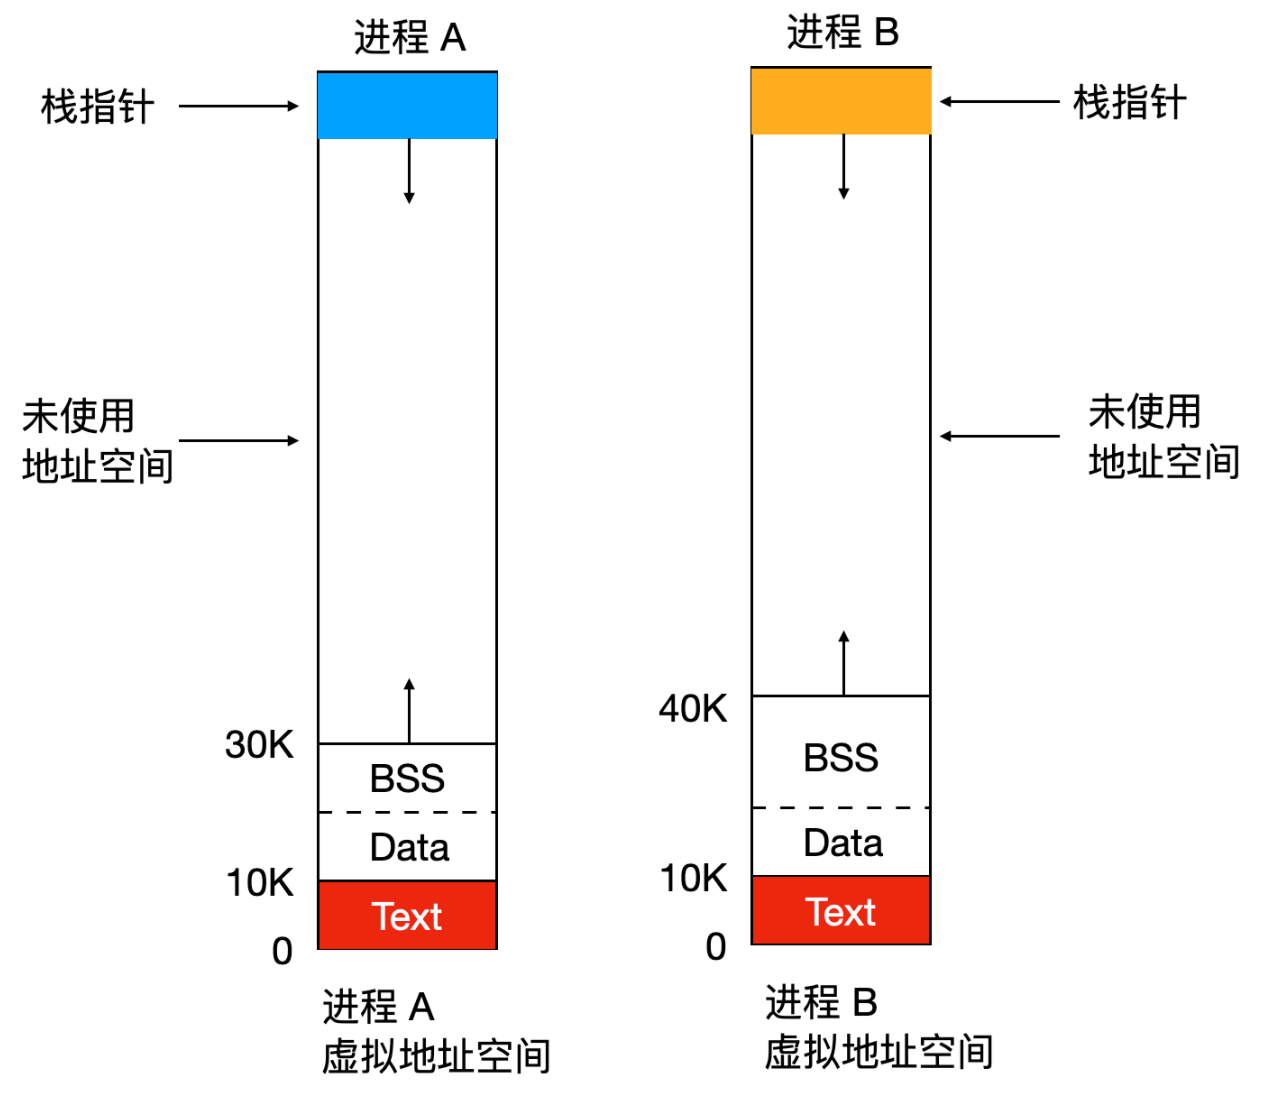 进程 A
进程 B
栈指针
栈指针
未使用
地址空间
未使用
地址空间
30K
BSS
Data
10K
Text
0
40K
BSS
Data
10K
Text
0
进程 A
虚拟地址空间
进程 B
虚拟地址空间